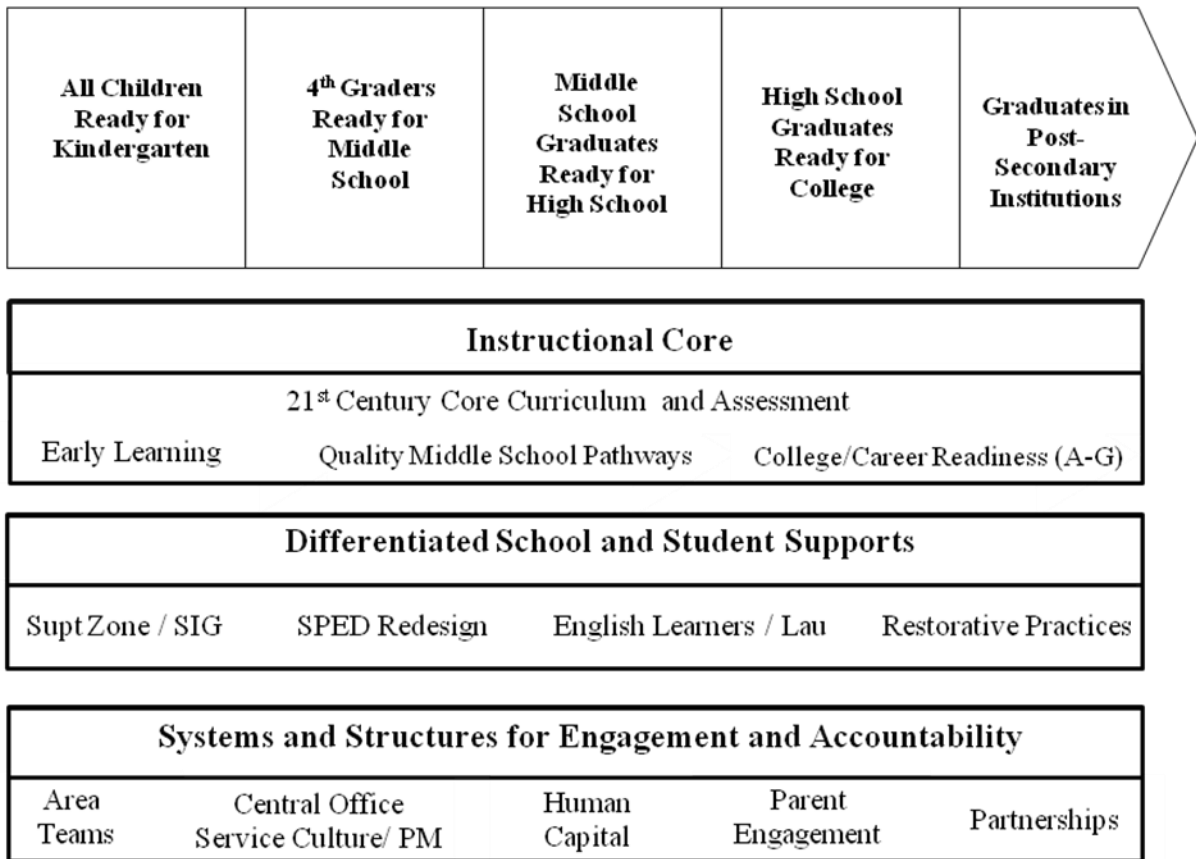 All Children
Ready for
Kindergarten
4th Graders
Ready for
Middle
School
Middle
School
Graduates
Ready for
High School
High School
Graduates
Ready for
College
Graduates in
Post-
Secondary
Institutions
Instructional Core
21st Century Core Curriculum and Assessment
Early Learning Quality Middle School Pathways College/Career Readiness (A-G)
Differentiated School and Student Supports
Supt Zone / SIG SPED Redesign English Learners / Lau Restorative Practices
Systems and Structures for Engagement and Accountability
Area
Teams
Central Office
Service Culture/ PM
Human
Capital
Parent
Engagement
Partnerships